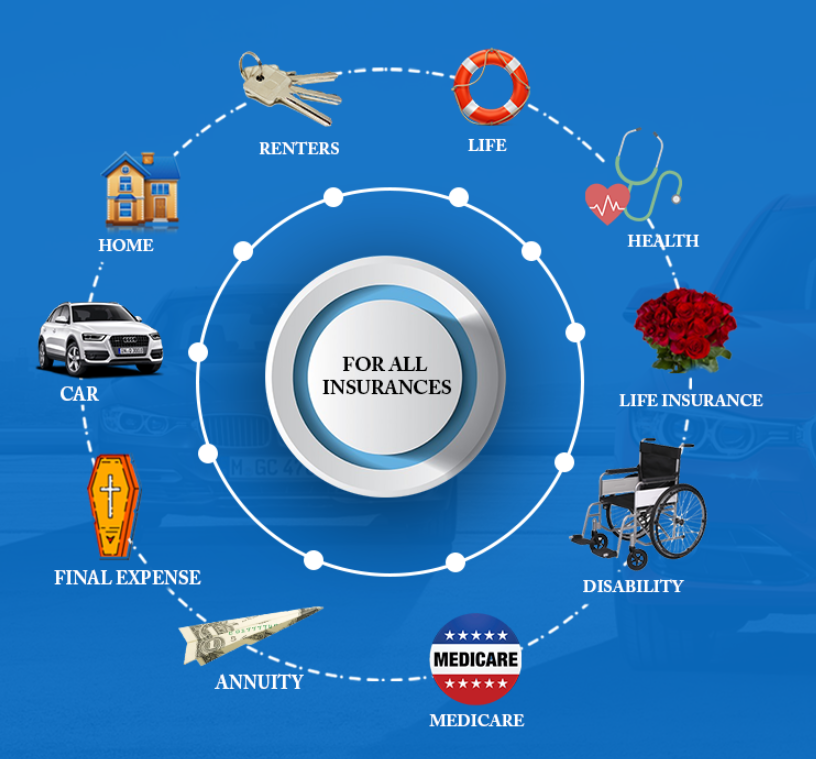 RENTERS
LIFE
HOME
HEALTH
CAR
FOR ALL
INSURANCES
LIFE INSURANCE
FINAL EXPENSE
DISABILITY
ANNUITY
MEDICARE
MEDICARE